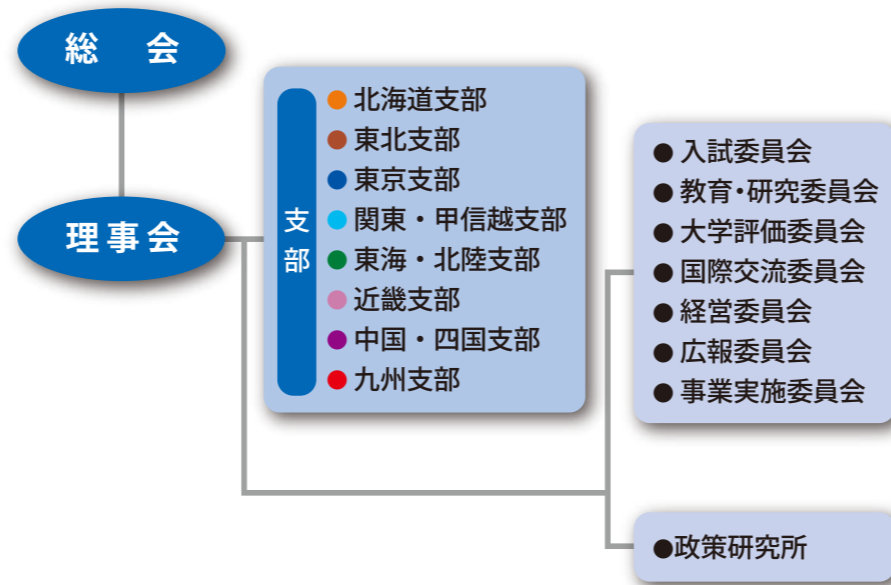 総　会
理事会
支部
北海道支部
東北支部
東京支部
関東・甲信越支部
東海・北陸支部
近畿支部
中国・四国支部
九州支部
●入試委員会
●教育・研究委員会
●大学評価委員会
●国際交流委員会
●経営委員会
●広報委員会
●事業実施委員会
●政策研究所